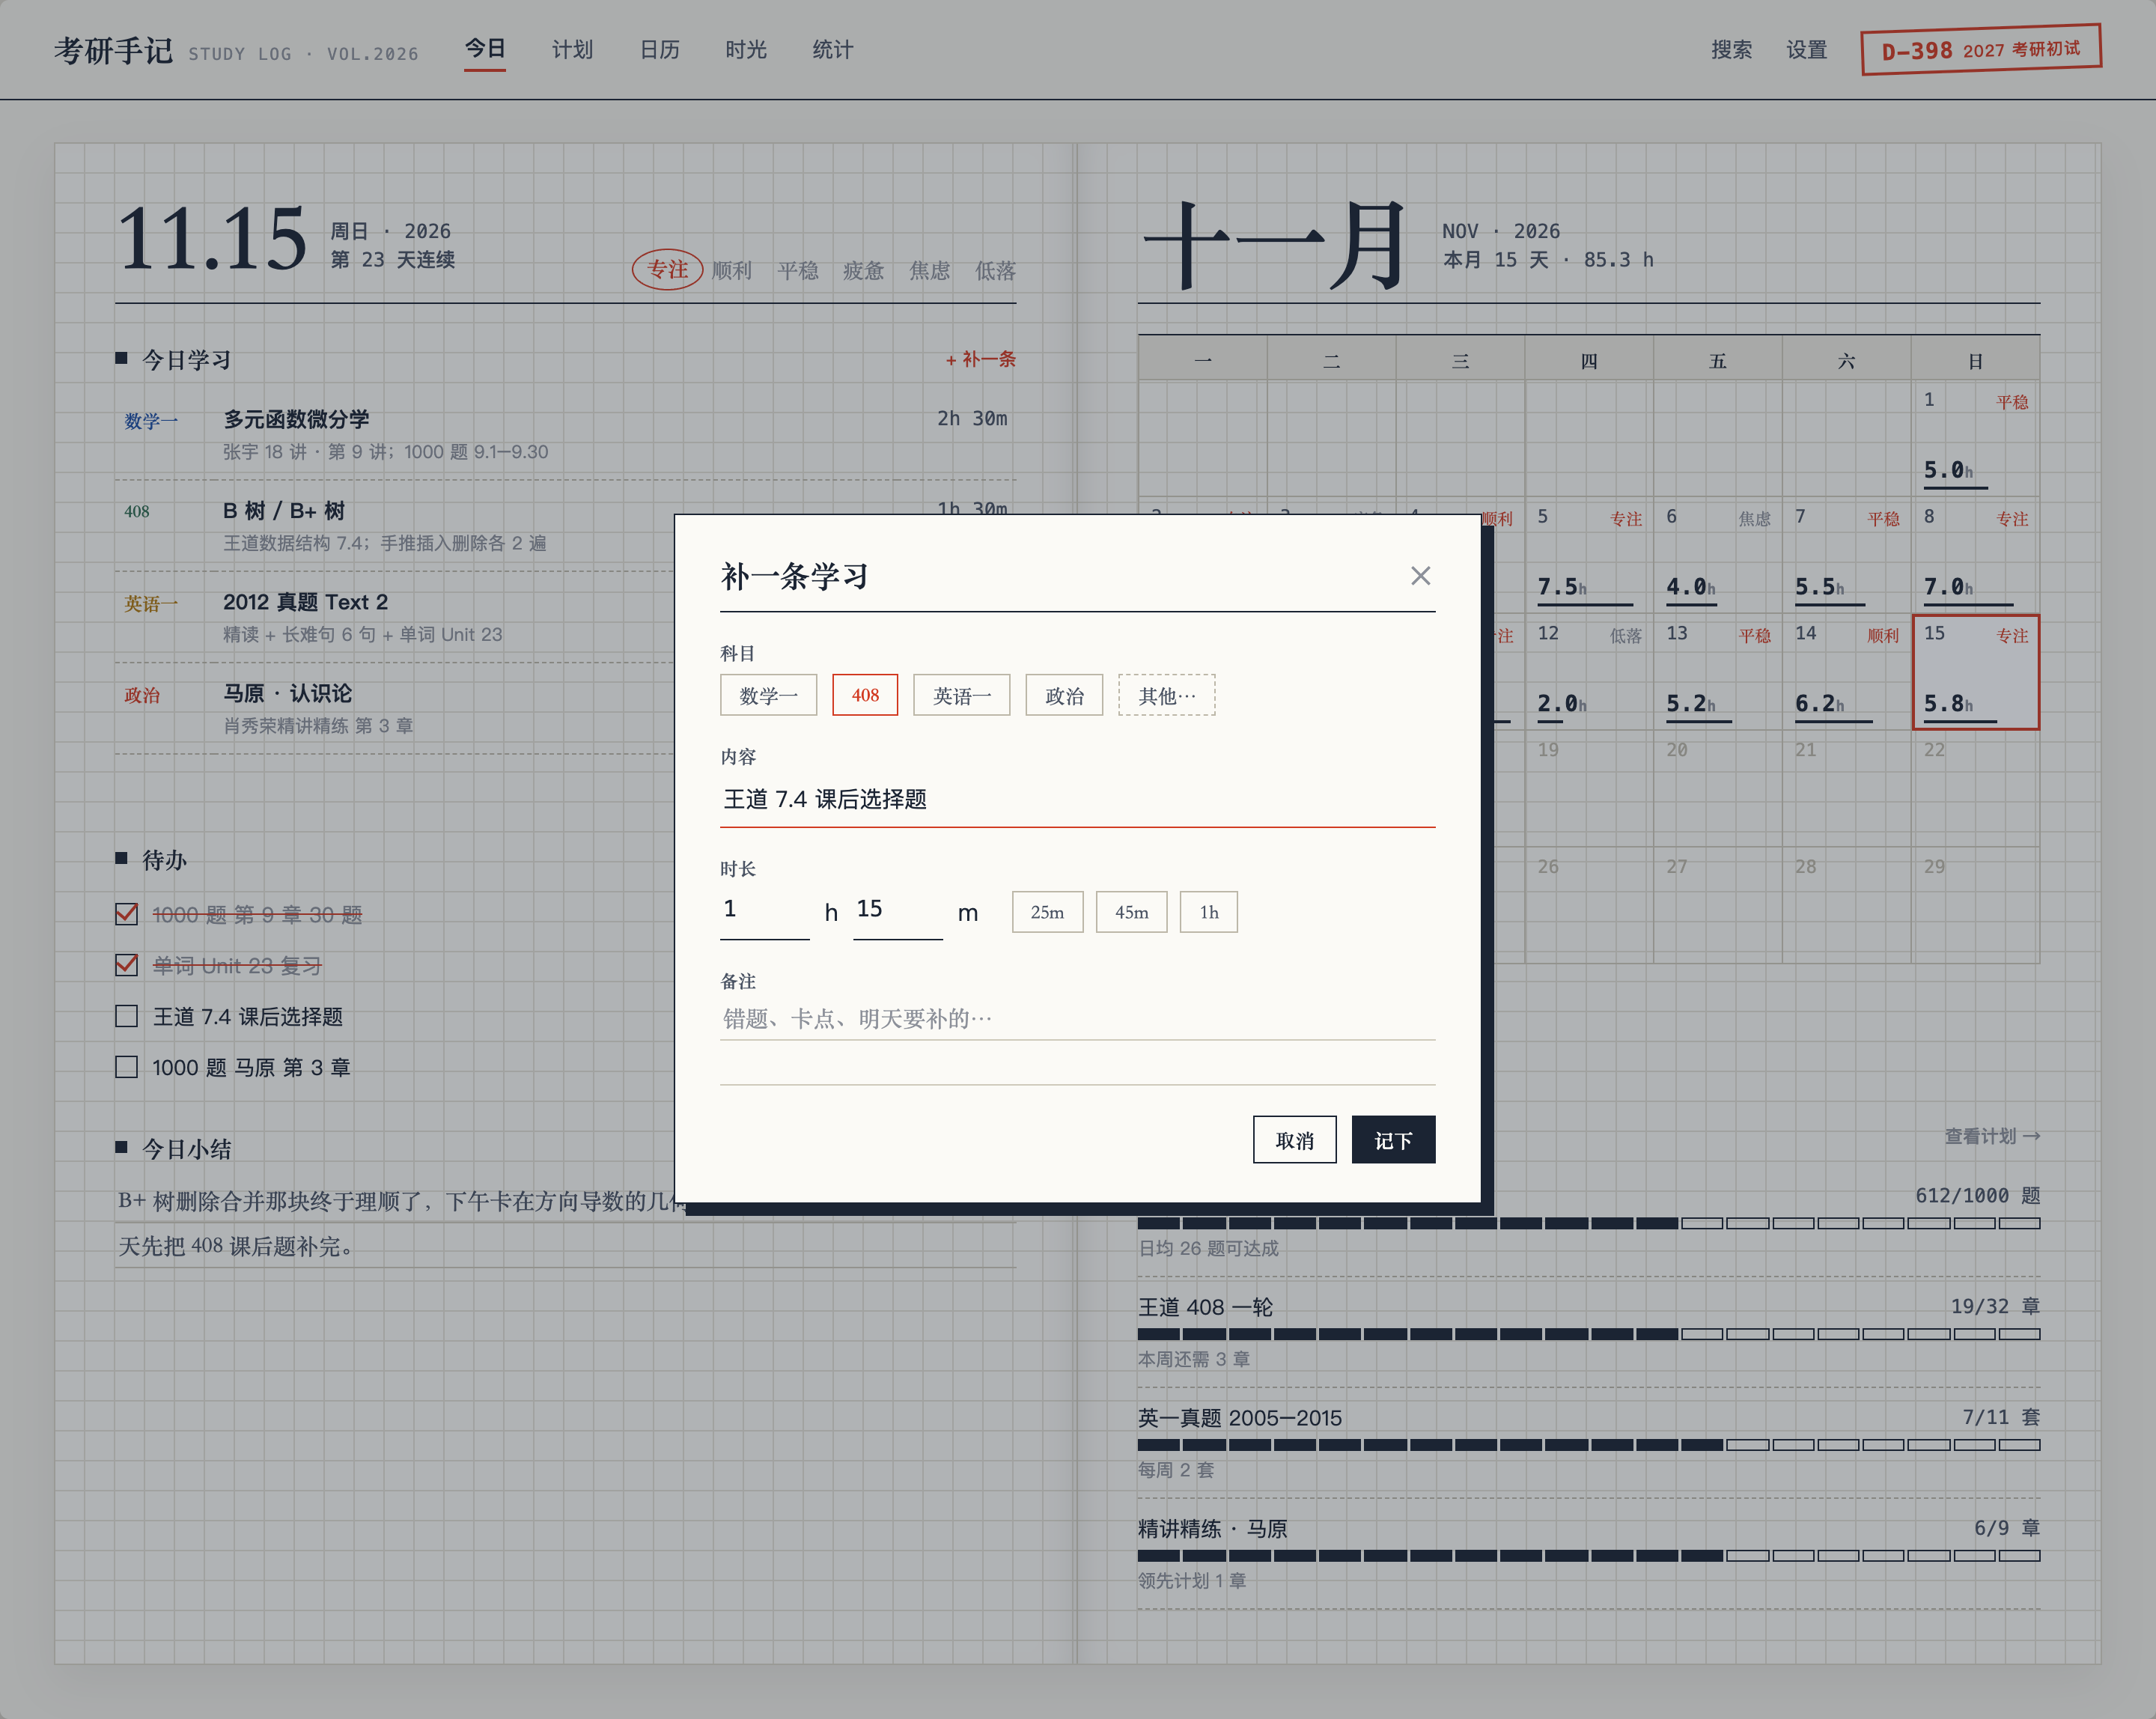 考研手记 STUDY LOG · VOL.2026 今日 计划 日历 时光 统计 搜索 设置 D-398 2027 考研初试
11.15
周日 · 2026
第 23 天连续
专注 顺利 平稳 疲惫 焦虑 低落
今日学习 + 补一条
数学一 多元函数微分学 2h 30m
张宇 18 讲 · 第 9 讲；1000 题 9.1—9.30
408 B 树 / B+ 树 1h 30m
王道数据结构 7.4；手推插入删除各 2 遍
英语一 2012 真题 Text 2
精读 + 长难句 6 句 + 单词 Unit 23
政治 马原 · 认识论
肖秀荣精讲精练 第 3 章
待办
1000 题 第 9 章 30 题
单词 Unit 23 复习
王道 7.4 课后选择题
1000 题 马原 第 3 章
今日小结
B+ 树删除合并那块终于理顺了，下午卡在方向导数的几
天先把 408 课后题补完。
补一条学习
科目
数学一 408 英语一 政治 其他…
内容
王道 7.4 课后选择题
时长
1 h 15 m 25m 45m 1h
备注
错题、卡点、明天要补的…
取消 记下
十一月
NOV · 2026
本月 15 天 · 85.3 h
一 二 三 四 五 六 日
1 平稳
5.0h
顺利 5 专注 6 焦虑 7 平稳 8 专注
7.5h 4.0h 5.5h 7.0h
注 12 低落 13 平稳 14 顺利 15 专注
2.0h 5.2h 6.2h 5.8h
19 20 21 22
26 27 28 29
查看计划 →
612/1000 题
日均 26 题可达成
王道 408 一轮 19/32 章
本周还需 3 章
英一真题 2005—2015 7/11 套
每周 2 套
精讲精练 · 马原 6/9 章
领先计划 1 章